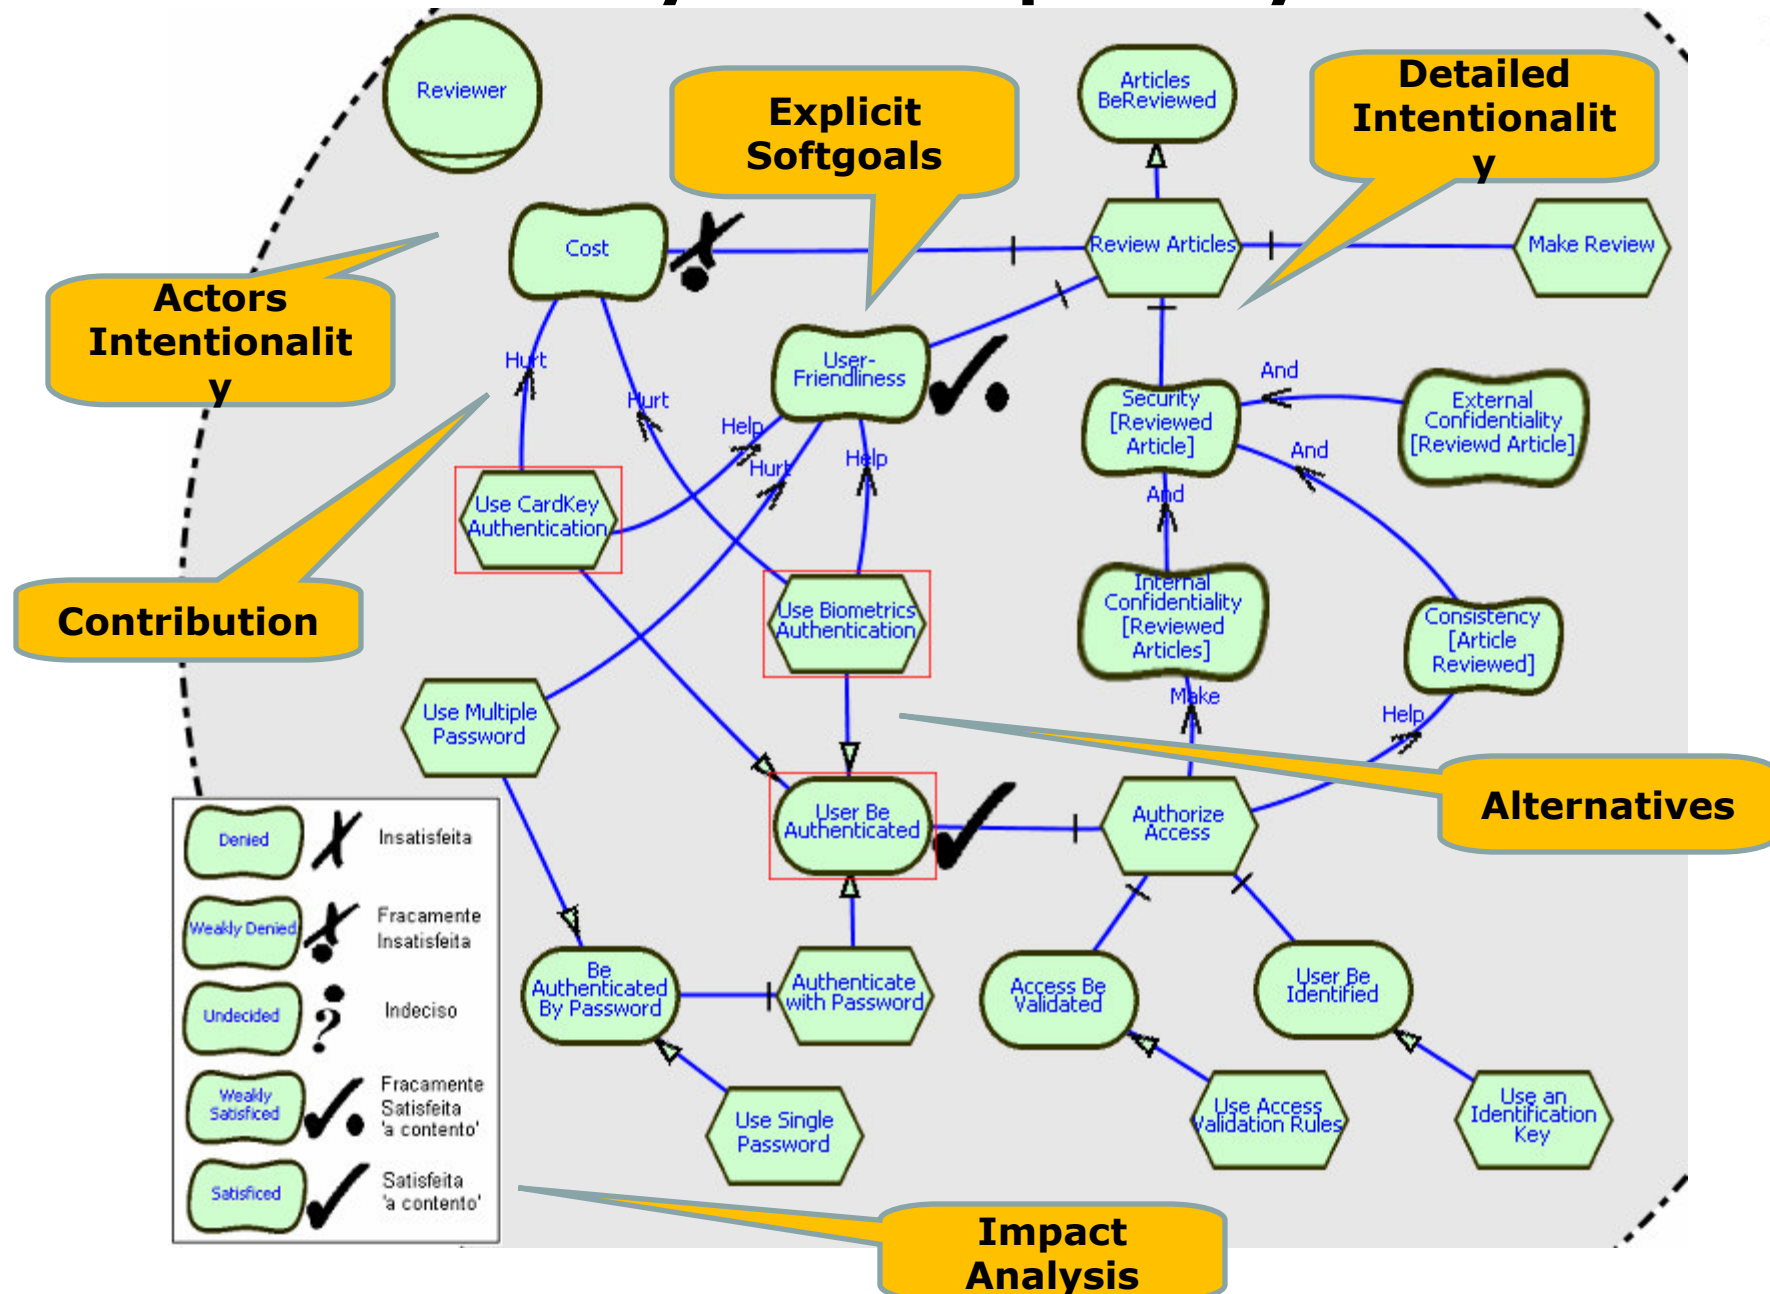 Reviewer
Explicit
Softgoals
Articles
BeReviewed
Detailed
Intentionalit
y
Cost
Review Articles
Make Review
Actors
Intentionalit
y
Hurt
Hurt
User-
Friendliness
Help
Hurt
Help
Security
[Reviewed
Article]
And
External
Confidentiality
[Reviewd Article]
And
And
Use CardKey
Authentication
Contribution
Use Biometrics
Authentication
Internal
Confidentiality
[Reviewed
Articles]
Consistency
[Article
Reviewed]
Make
Help
Use Multiple
Password
User Be
Authenticated
Authorize
Access
Alternatives
Denied
Insatisfeita
Weakly Denied
Fracamente
Insatisfeita
Undecided
Indeciso
Weakly
Satisficed
Fracamente
Satisfeita
'a contento'
Satisficed
Satisfeita
'a contento'
Be
Authenticated
By Password
Authenticate
with Password
Access Be
Validated
User Be
Identified
Use Single
Password
Use Access
Validation Rules
Use an
Identification
Key
Impact
Analysis